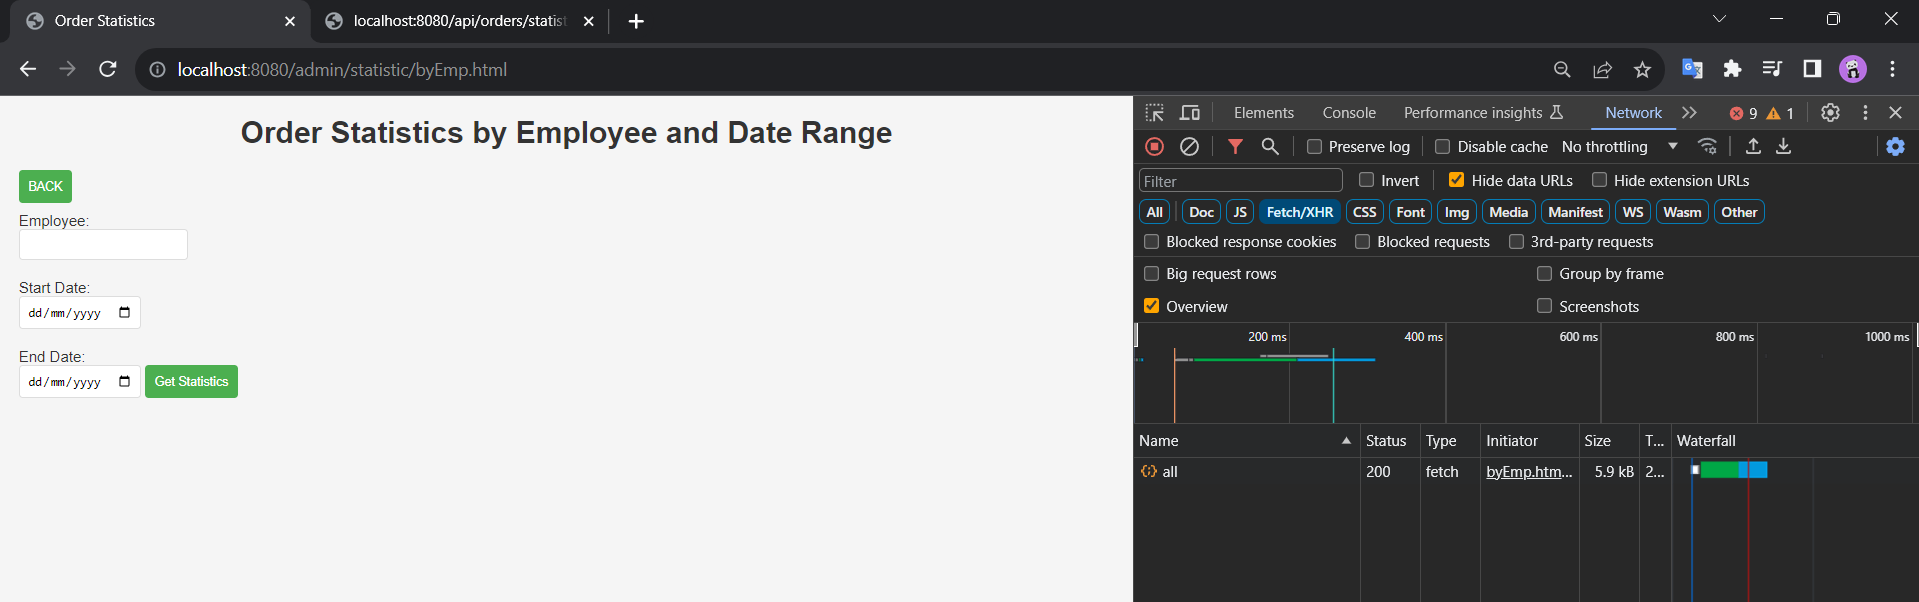 Order Statistics
localhost:8080/api/orders/statist
localhost:8080/admin/statistic/byEmp.html
Order Statistics by Employee and Date Range
BACK
Employee:
Start Date:
dd/mm/yyyy
End Date:
dd/mm/yyyy Get Statistics
Elements Console Performance insights Network 9 1
Preserve log Disable cache No throttling
Filter Invert Hide data URLs Hide extension URLs
All Doc JS Fetch/XHR CSS Font Img Media Manifest WS Wasm Other
Blocked response cookies Blocked requests 3rd-party requests
Big request rows Group by frame
Overview Screenshots
200 ms 400 ms 600 ms 800 ms 1000 ms
Name Status Type Initiator Size T... Waterfall
all 200 fetch byEmp.htm... 5.9 kB 2...